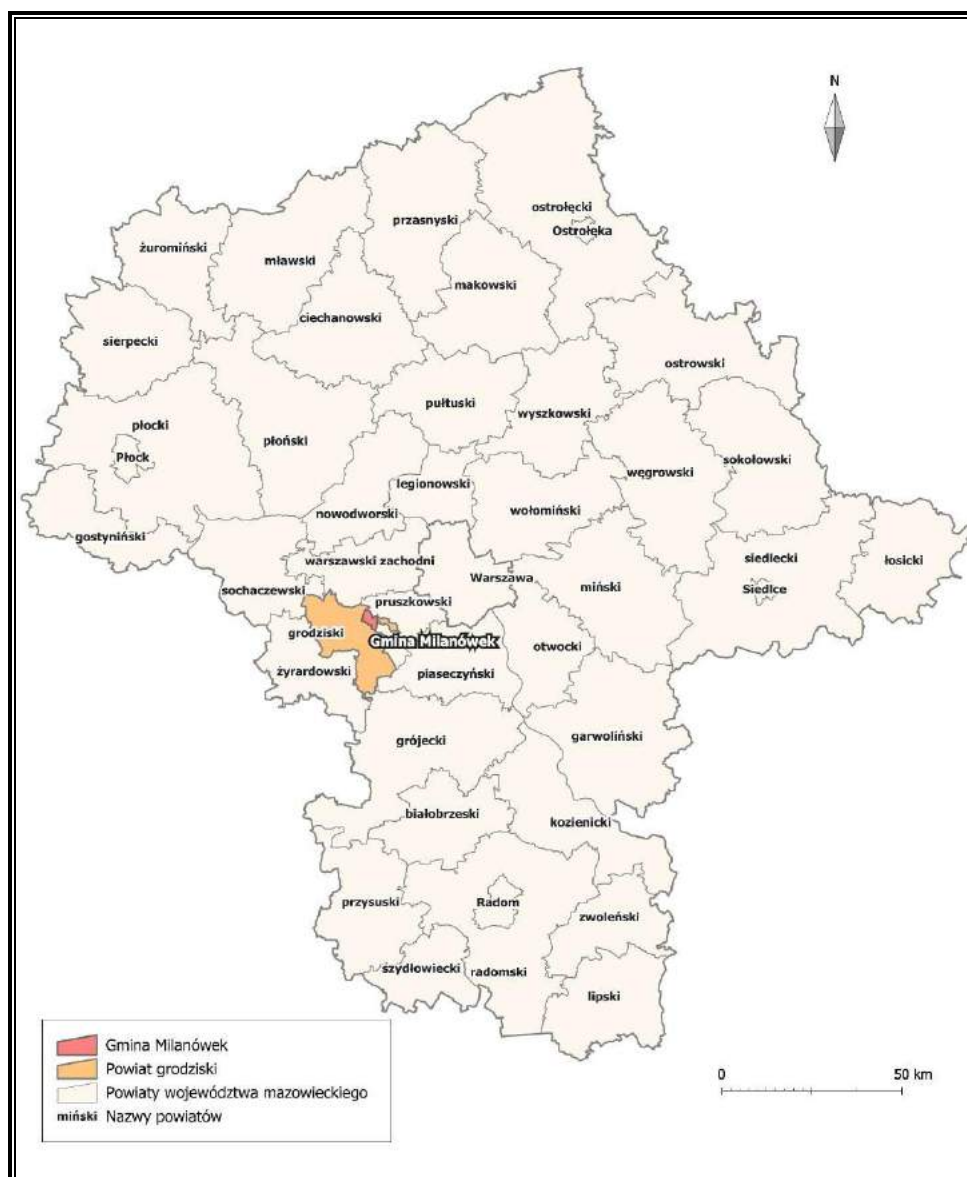 N
ostrołęcki
Ostrołęka
przasnyski
żuromiński
mławski
makowski
ciechanowski
sierpecki
ostrowski
pułtuski
wyszkowski
płocki
płoński
Płock
sokołowski
węgrowski
legionowski
wołomiński
nowodworski
gostyniński
siedlecki
łosicki
warszawski zachodni
Warszawa
miński
Siedlce
sochaczewski
pruszkowski
grodziski
Gmina Milanówek
otwocki
żyrardowski
piaseczyński
garwoliński
grójecki
białobrzeski
kozienicki
przysuski
Radom
zwoleński
szydłowiecki
radomski
lipski
Gmina Milanówek
Powiat grodziski
Powiaty województwa mazowieckiego
miński Nazwy powiatów
0 50 km